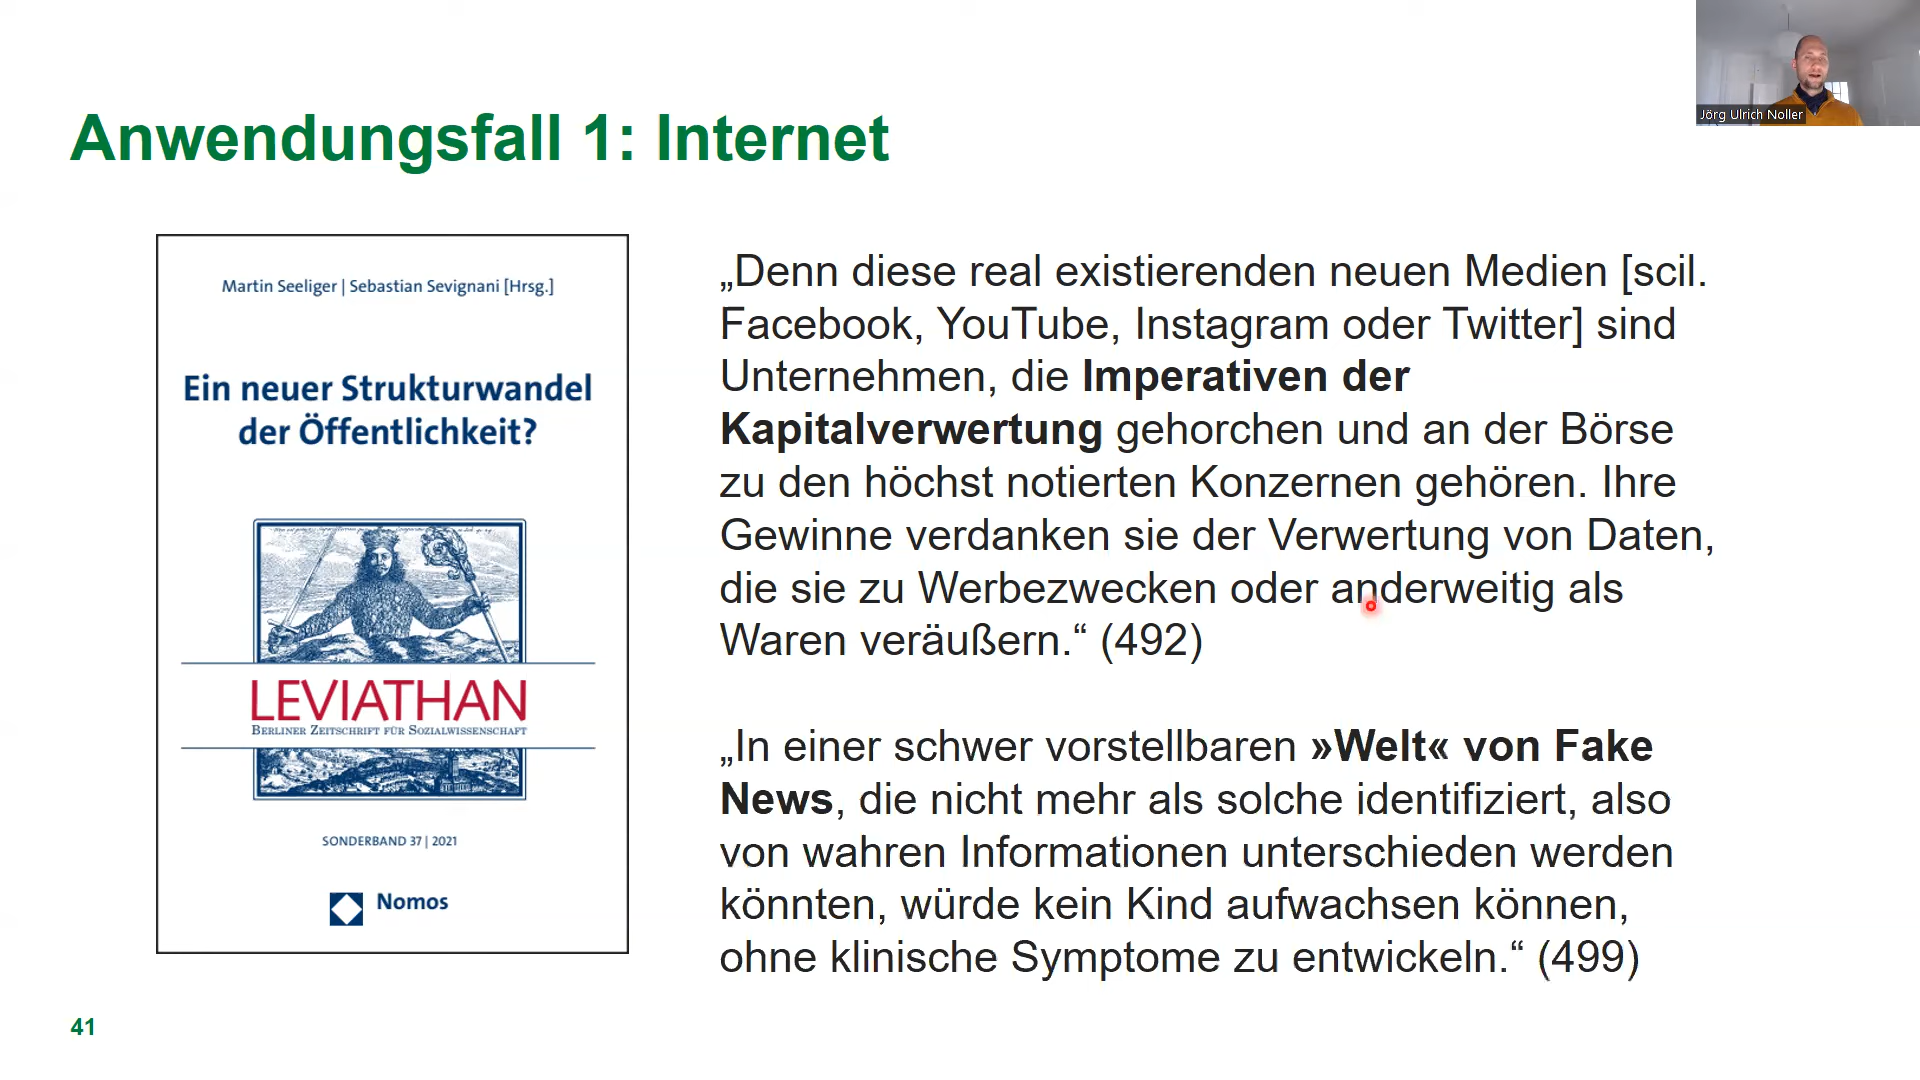 Jörg Ulrich Noller
Anwendungsfall 1: Internet
Martin Seeliger | Sebastian Sevignani [Hrsg.]
Ein neuer Strukturwandel
der Öffentlichkeit?
LEVIATHAN
BERLINER ZEITSCHRIFT FÜR SOZIALWISSENSCHAFT
SONDERBAND 37 | 2021
Nomos
„Denn diese real existierenden neuen Medien [scil.
Facebook, YouTube, Instagram oder Twitter] sind
Unternehmen, die Imperativen der
Kapitalverwertung gehorchen und an der Börse
zu den höchst notierten Konzernen gehören. Ihre
Gewinne verdanken sie der Verwertung von Daten,
die sie zu Werbezwecken oder anderweitig als
Waren veräußern.“ (492)
„In einer schwer vorstellbaren »Welt« von Fake
News, die nicht mehr als solche identifiziert, also
von wahren Informationen unterschieden werden
könnten, würde kein Kind aufwachsen können,
ohne klinische Symptome zu entwickeln.“ (499)
41